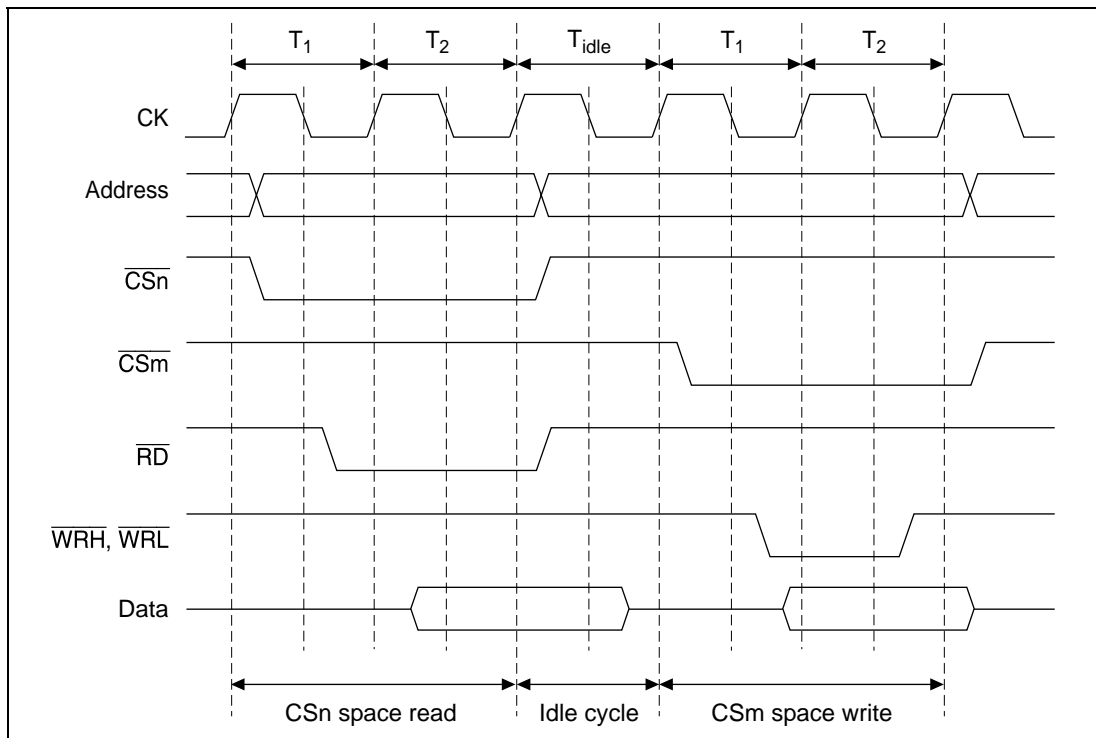 T1 T2 Tidle T1 T2
CK
Address
CSn
CSm
RD
WRH, WRL
Data
CSn space read Idle cycle CSm space write